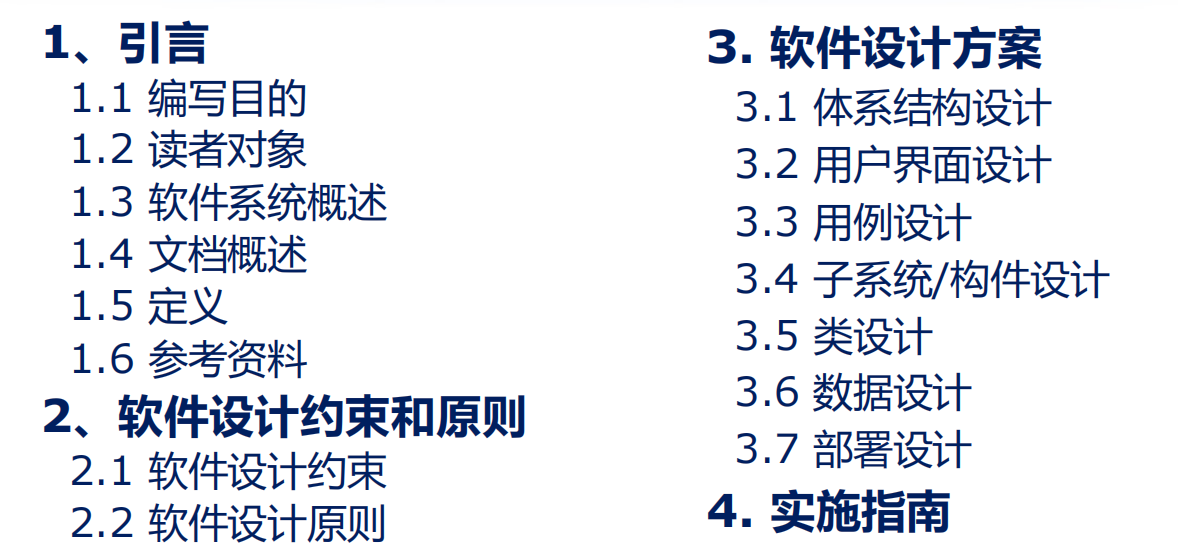 1、引言
1.1 编写目的
1.2 读者对象
1.3 软件系统概述
1.4 文档概述
1.5 定义
1.6 参考资料
2、软件设计约束和原则
2.1 软件设计约束
2.2 软件设计原则
3. 软件设计方案
3.1 体系结构设计
3.2 用户界面设计
3.3 用例设计
3.4 子系统/构件设计
3.5 类设计
3.6 数据设计
3.7 部署设计
4. 实施指南